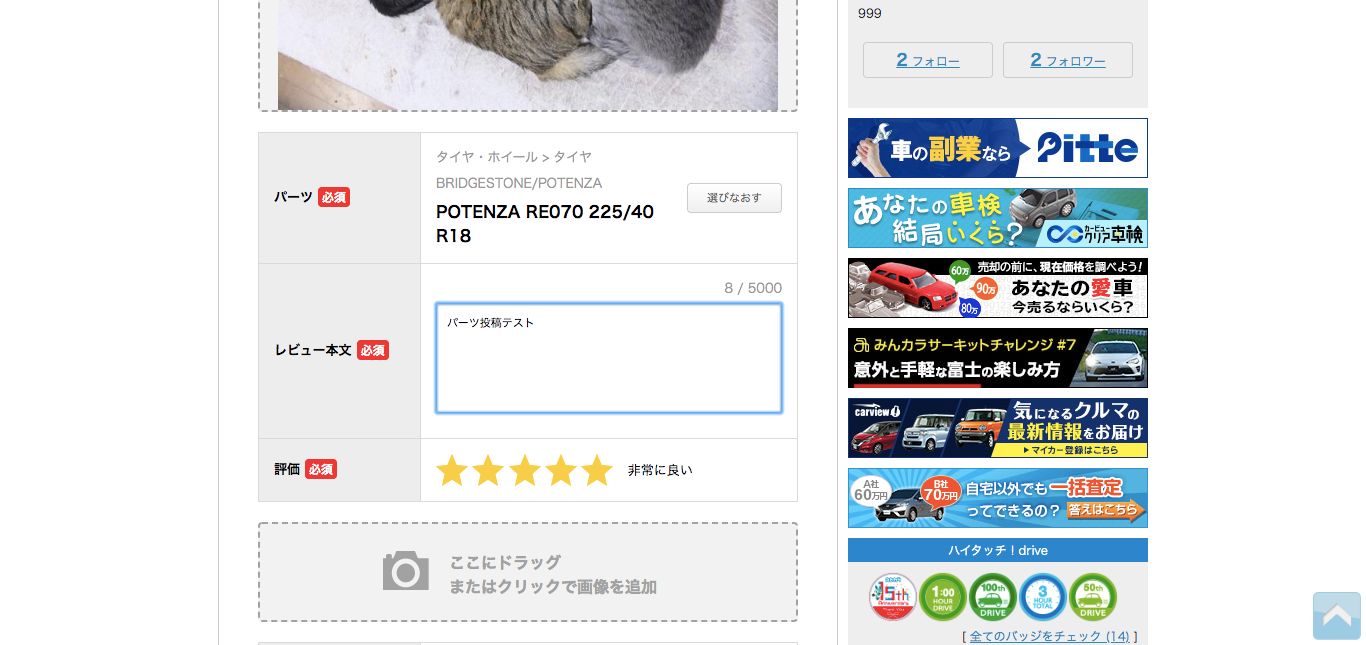 パーツ 必須
タイヤ・ホイール > タイヤ
BRIDGESTONE/POTENZA
POTENZA RE070 225/40
R18
選びなおす
レビュー本文 必須
8 / 5000
パーツ投稿テスト
評価 必須
非常に良い
ここにドラッグ
またはクリックで画像を追加
999
2 フォロー
2 フォロワー
車の副業なら Pitte
あなたの車検
結局いくら?
カービュー
クリア車検
売却の前に、現在価格を調べよう!
60万
90万
80万
あなたの愛車
今売るならいくら?
みんカラサーキットチャレンジ #7
意外と手軽な富士の楽しみ方
carview!
気になるクルマの
最新情報をお届け
マイカー登録はこちら
A社
60万円
B社
70万円
自宅以外でも一括査定
ってできるの?
答えはこちら
ハイタッチ!drive
15th
Anniversary
1:00
HOUR
DRIVE
100th
DRIVE
3
HOUR
TOTAL
50th
DRIVE
[ 全てのバッジをチェック (14) ]